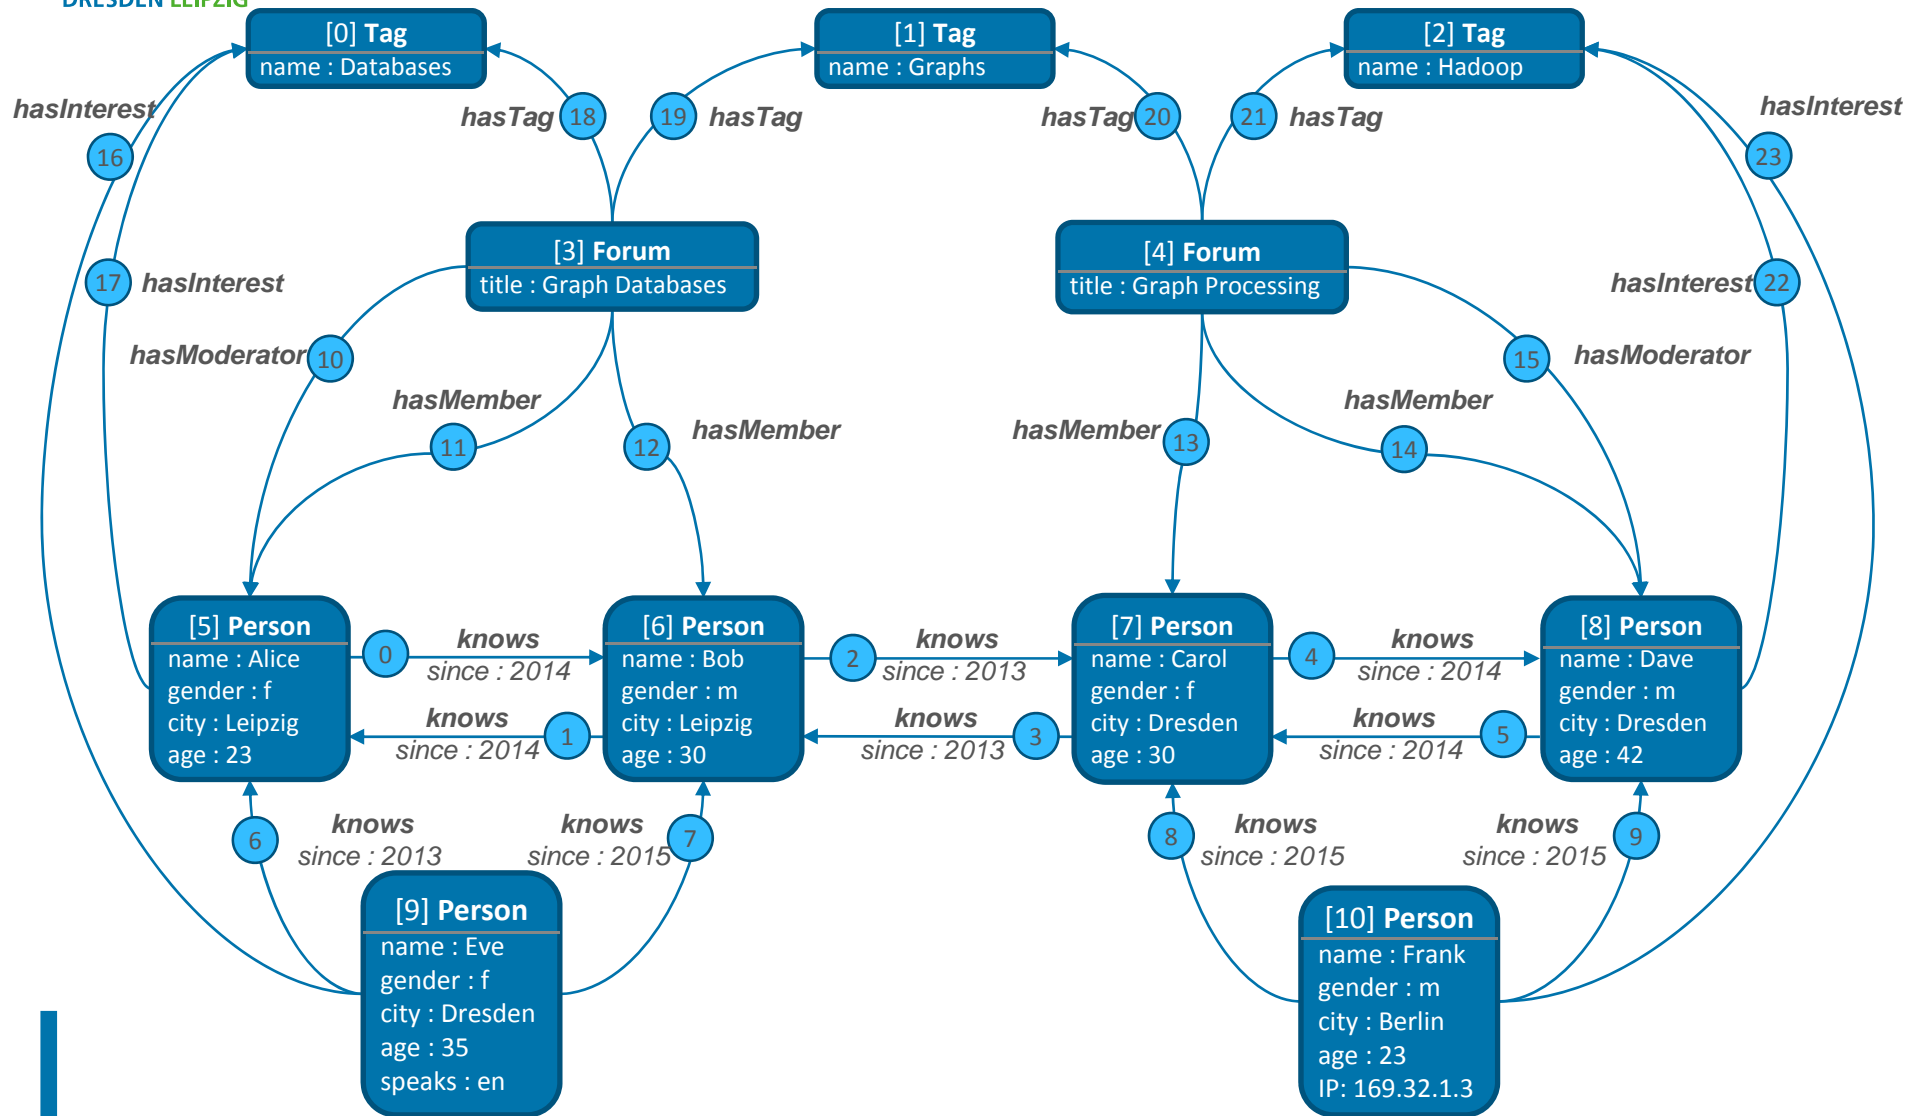 DRESDEN LEIPZIG
[0] Tag
name : Databases
[1] Tag
name : Graphs
[2] Tag
name : Hadoop
hasInterest
16
hasTag
18
19
hasTag
hasTag
20
21
hasTag
hasInterest
23
17
hasInterest
[3] Forum
title : Graph Databases
[4] Forum
title : Graph Processing
hasInterest
22
hasModerator
10
15
hasModerator
hasMember
11
12
hasMember
hasMember
13
hasMember
14
[5] Person
name : Alice
gender : f
city : Leipzig
age : 23
0
knows
since : 2014
knows
since : 2014
1
[6] Person
name : Bob
gender : m
city : Leipzig
age : 30
2
knows
since : 2013
knows
since : 2013
3
[7] Person
name : Carol
gender : f
city : Dresden
age : 30
4
knows
since : 2014
knows
since : 2014
5
[8] Person
name : Dave
gender : m
city : Dresden
age : 42
6
knows
since : 2013
knows
since : 2015
7
8
knows
since : 2015
knows
since : 2015
9
[9] Person
name : Eve
gender : f
city : Dresden
age : 35
speaks : en
[10] Person
name : Frank
gender : m
city : Berlin
age : 23
IP: 169.32.1.3